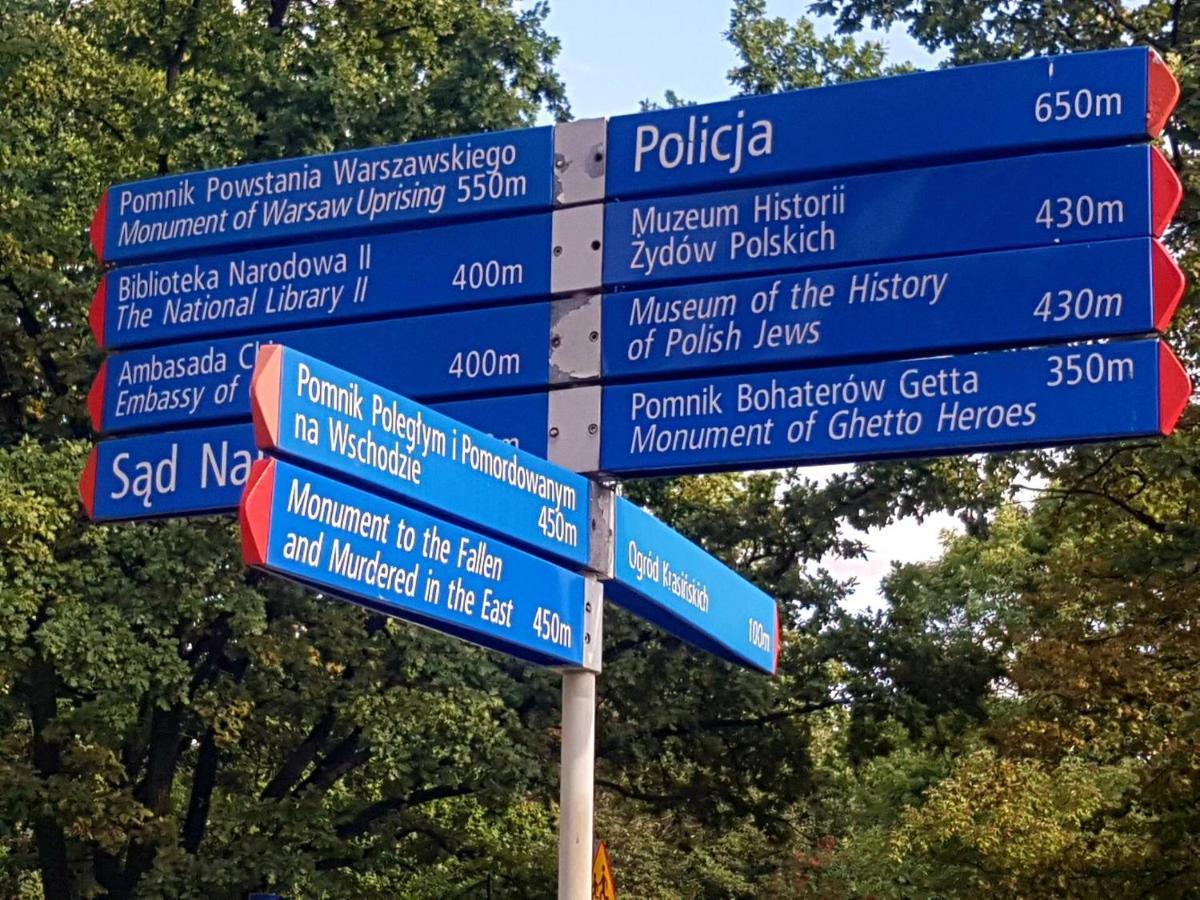 Pomnik Powstania Warszawskiego
Monument of Warsaw Uprising 550m
Biblioteka Narodowa II
The National Library II 400m
Ambasada
Embassy of 400m
Sąd
Policja 650m
Muzeum Historii
Żydów Polskich 430m
Museum of the History
of Polish Jews 430m
Pomnik Bohaterów Getta 350m
Monument of Ghetto Heroes
Pomnik Poległym i Pomordowanym
na Wschodzie 450m
Monument to the Fallen
and Murdered in the East 450m
Ogród Krasińskich
100m